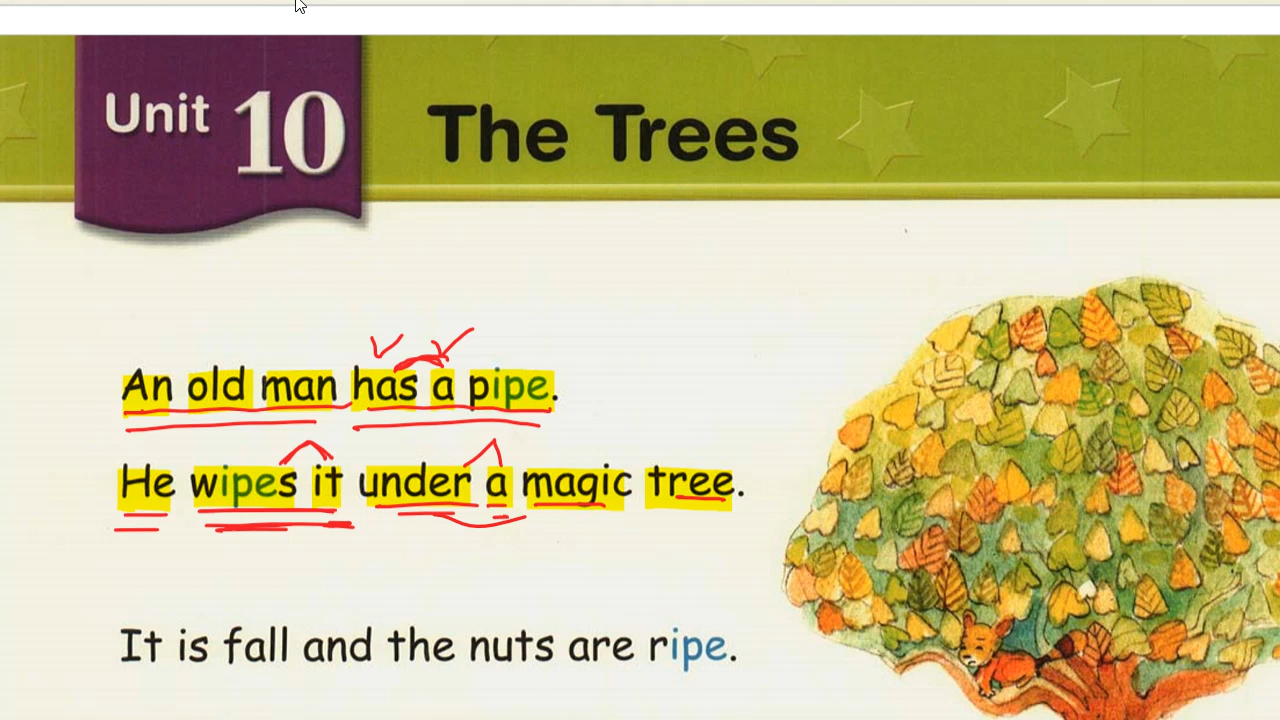 Unit 10
The Trees
An old man has a pipe.
He wipes it under a magic tree.
It is fall and the nuts are ripe.